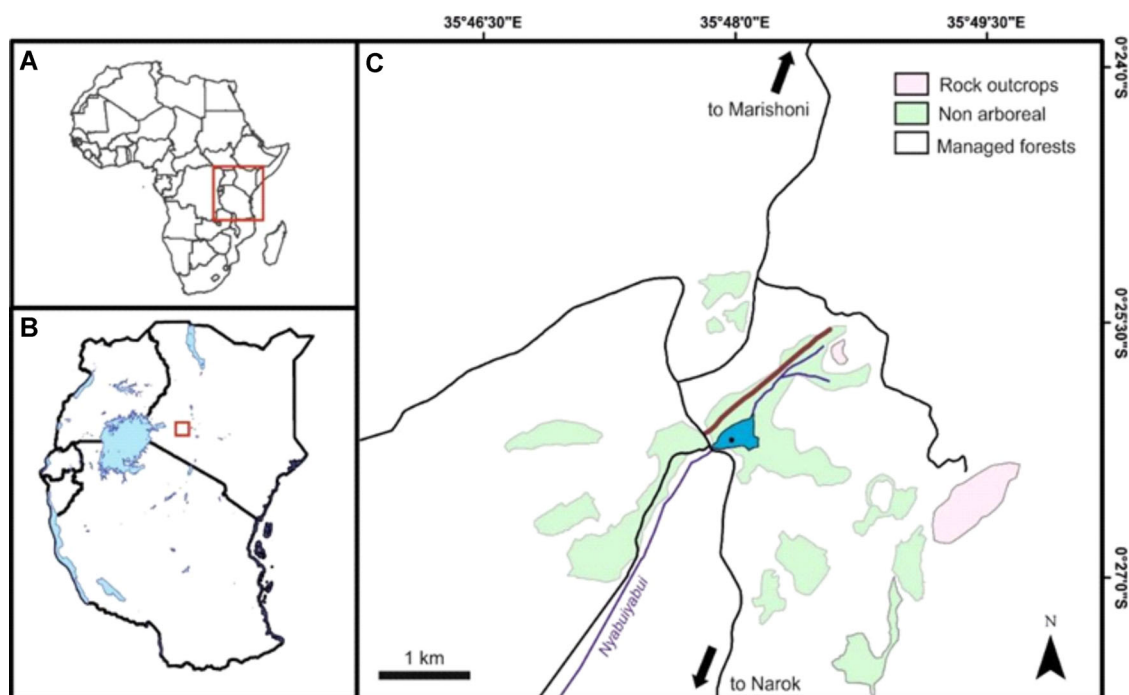 35°46'30"E
35°48'0"E
35°49'30"E
A
B
C
0°24'0"S
to Marishoni
Rock outcrops
Non arboreal
Managed forests
0°25'30"S
0°27'0"S
Nyabuiyabui
1 km
to Narok
N